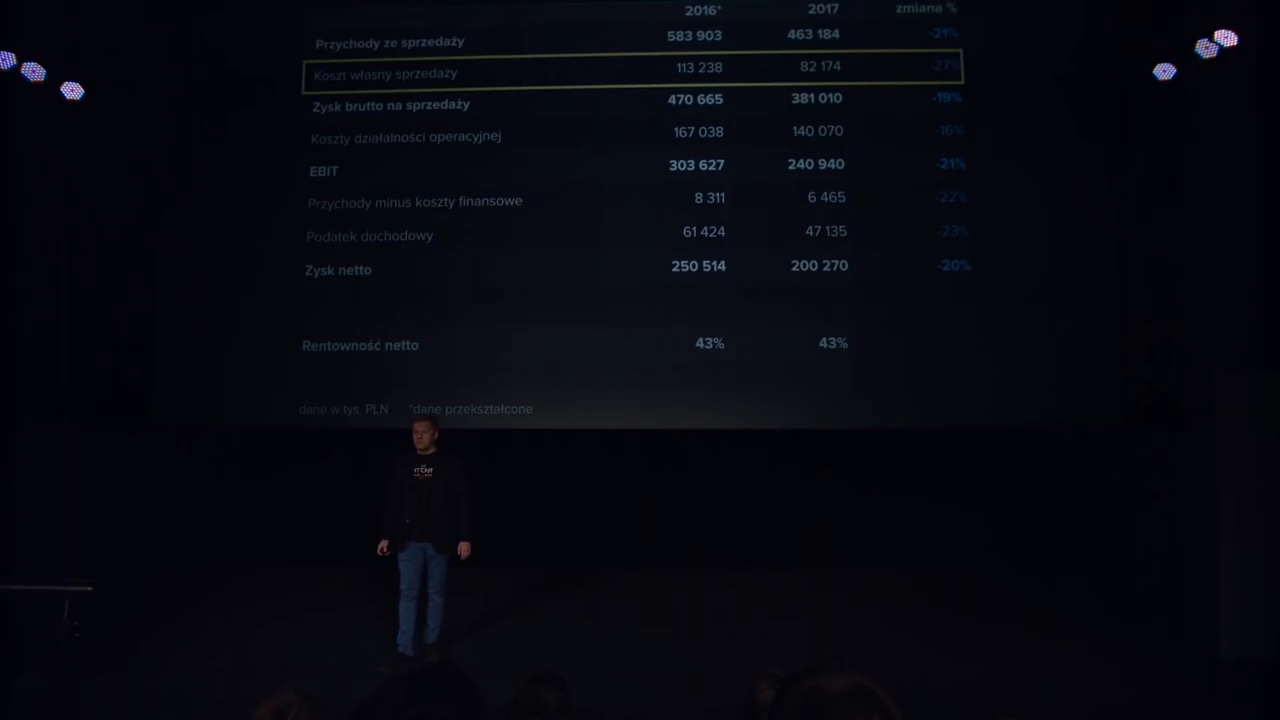 2016* 2017 zmiana %
Przychody ze sprzedaży 583 903 463 184 -21%
Koszt własny sprzedaży 113 238 82 174 -27%
Zysk brutto na sprzedaży 470 665 381 010 -19%
Koszty działalności operacyjnej 167 038 140 070 -16%
EBIT 303 627 240 940 -21%
Przychody minus koszty finansowe 8 311 6 465 -22%
Podatek dochodowy 61 424 47 135 -23%
Zysk netto 250 514 200 270 -20%
Rentowność netto 43% 43%
dane w tys. PLN *dane przekształcone